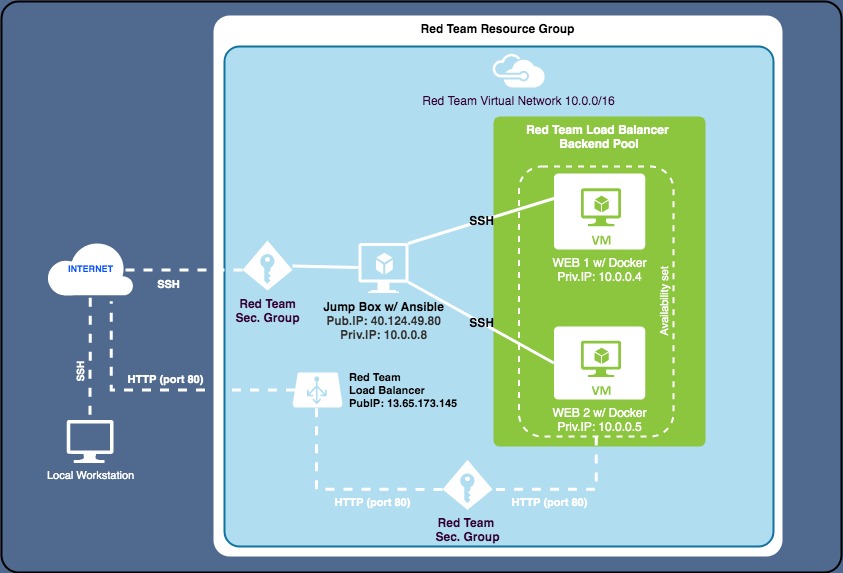 Red Team Resource Group
Red Team Virtual Network 10.0.0/16
Red Team Load Balancer
Backend Pool
VM
WEB 1 w/ Docker
Priv.IP: 10.0.0.4
Availability set
VM
WEB 2 w/ Docker
Priv.IP: 10.0.0.5
SSH
SSH
INTERNET
SSH
Red Team
Sec. Group
Jump Box w/ Ansible
Pub.IP: 40.124.49.80
Priv.IP: 10.0.0.8
SSH
HTTP (port 80)
Red Team
Load Balancer
PubIP: 13.65.173.145
Local Workstation
HTTP (port 80)
HTTP (port 80)
Red Team
Sec. Group